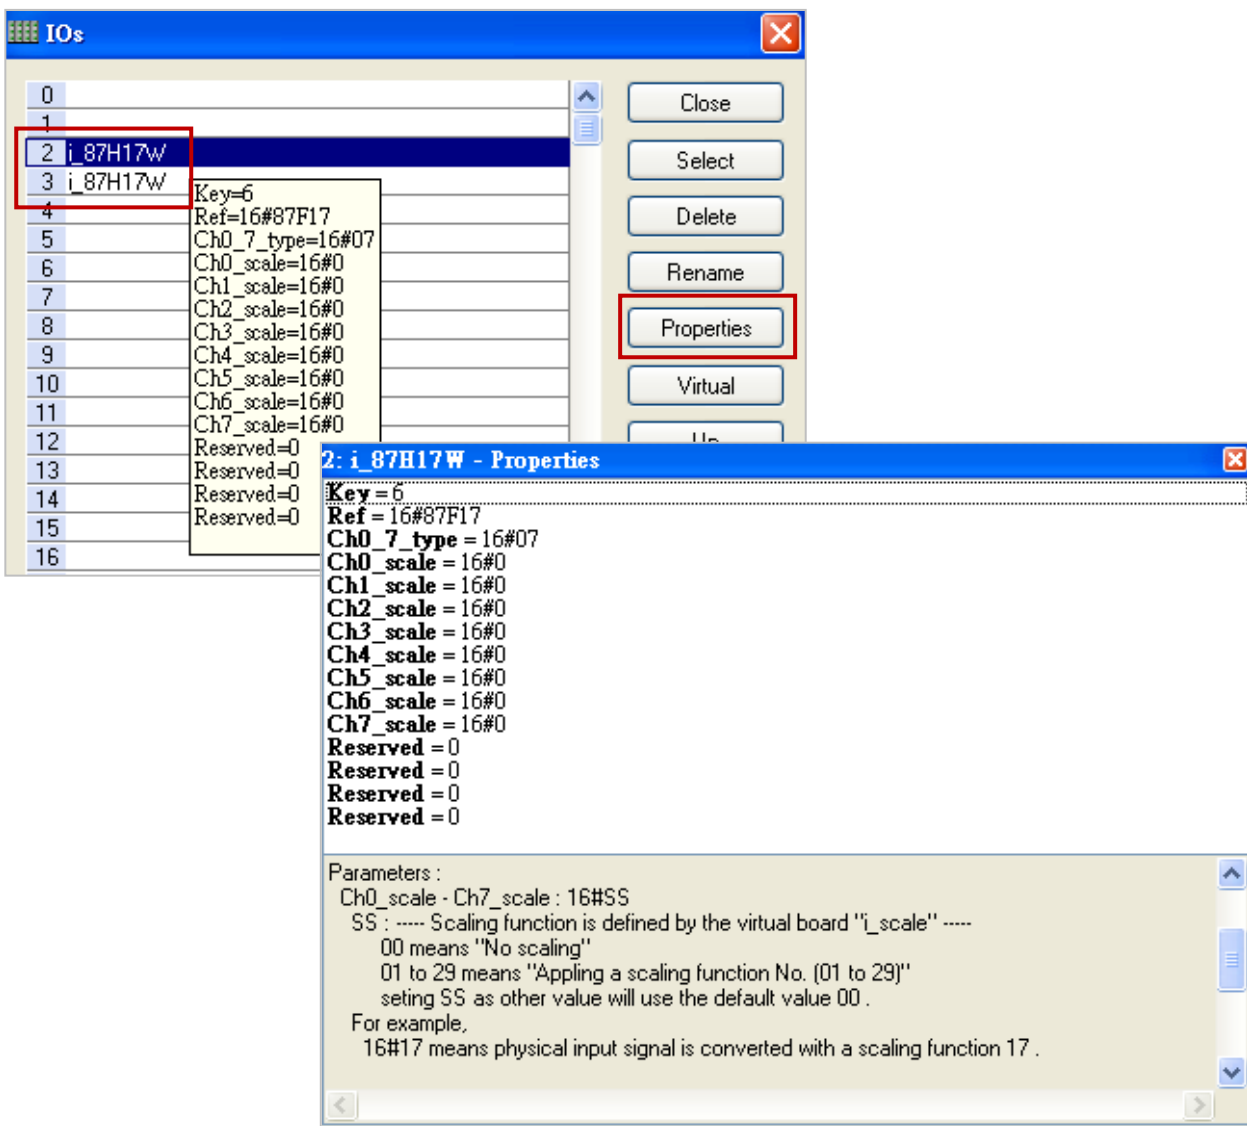 IOs
0
1
2 i_87H17W
3 i_87H17W
4
5
6
7
8
9
10
11
12
13
14
15
16
Key=6
Ref=16#87F17
Ch0_7_type=16#07
Ch0_scale=16#0
Ch1_scale=16#0
Ch2_scale=16#0
Ch3_scale=16#0
Ch4_scale=16#0
Ch5_scale=16#0
Ch6_scale=16#0
Ch7_scale=16#0
Reserved=0
Reserved=0
Reserved=0
Reserved=0
Close
Select
Delete
Rename
Properties
Virtual
Up
2: i_87H17W - Properties
Key = 6
Ref = 16#87F17
Ch0_7_type = 16#07
Ch0_scale = 16#0
Ch1_scale = 16#0
Ch2_scale = 16#0
Ch3_scale = 16#0
Ch4_scale = 16#0
Ch5_scale = 16#0
Ch6_scale = 16#0
Ch7_scale = 16#0
Reserved = 0
Reserved = 0
Reserved = 0
Reserved = 0
Parameters :
Ch0_scale - Ch7_scale : 16#SS
SS : ----- Scaling function is defined by the virtual board "i_scale" -----
00 means "No scaling"
01 to 29 means "Appling a scaling function No. (01 to 29)"
seting SS as other value will use the default value 00 .
For example,
16#17 means physical input signal is converted with a scaling function 17 .